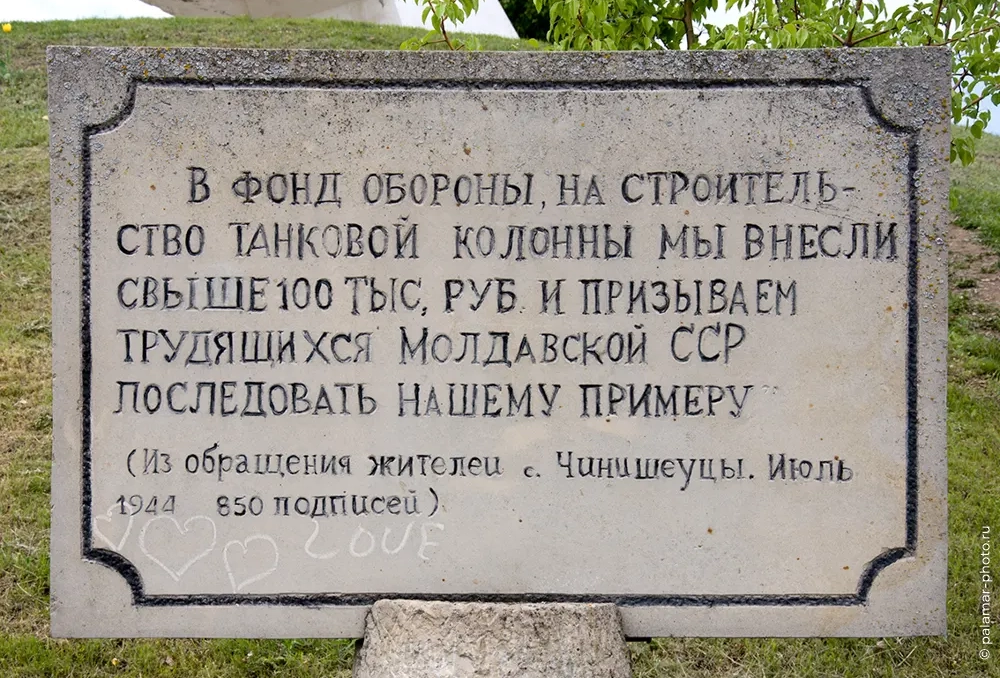 В ФОНД ОБОРОНЫ, НА СТРОИТЕЛЬ-
СТВО ТАНКОВОЙ КОЛОННЫ МЫ ВНЕСЛИ
СВЫШЕ 100 ТЫС. РУБ. И ПРИЗЫВАЕМ
ТРУДЯЩИХСЯ МОЛДАВСКОЙ ССР
ПОСЛЕДОВАТЬ НАШЕМУ ПРИМЕРУ"
(Из обращения жителей с. Чинишеуцы. Июль
1944 850 подписей)
LOVE
© palamar-photo.ru